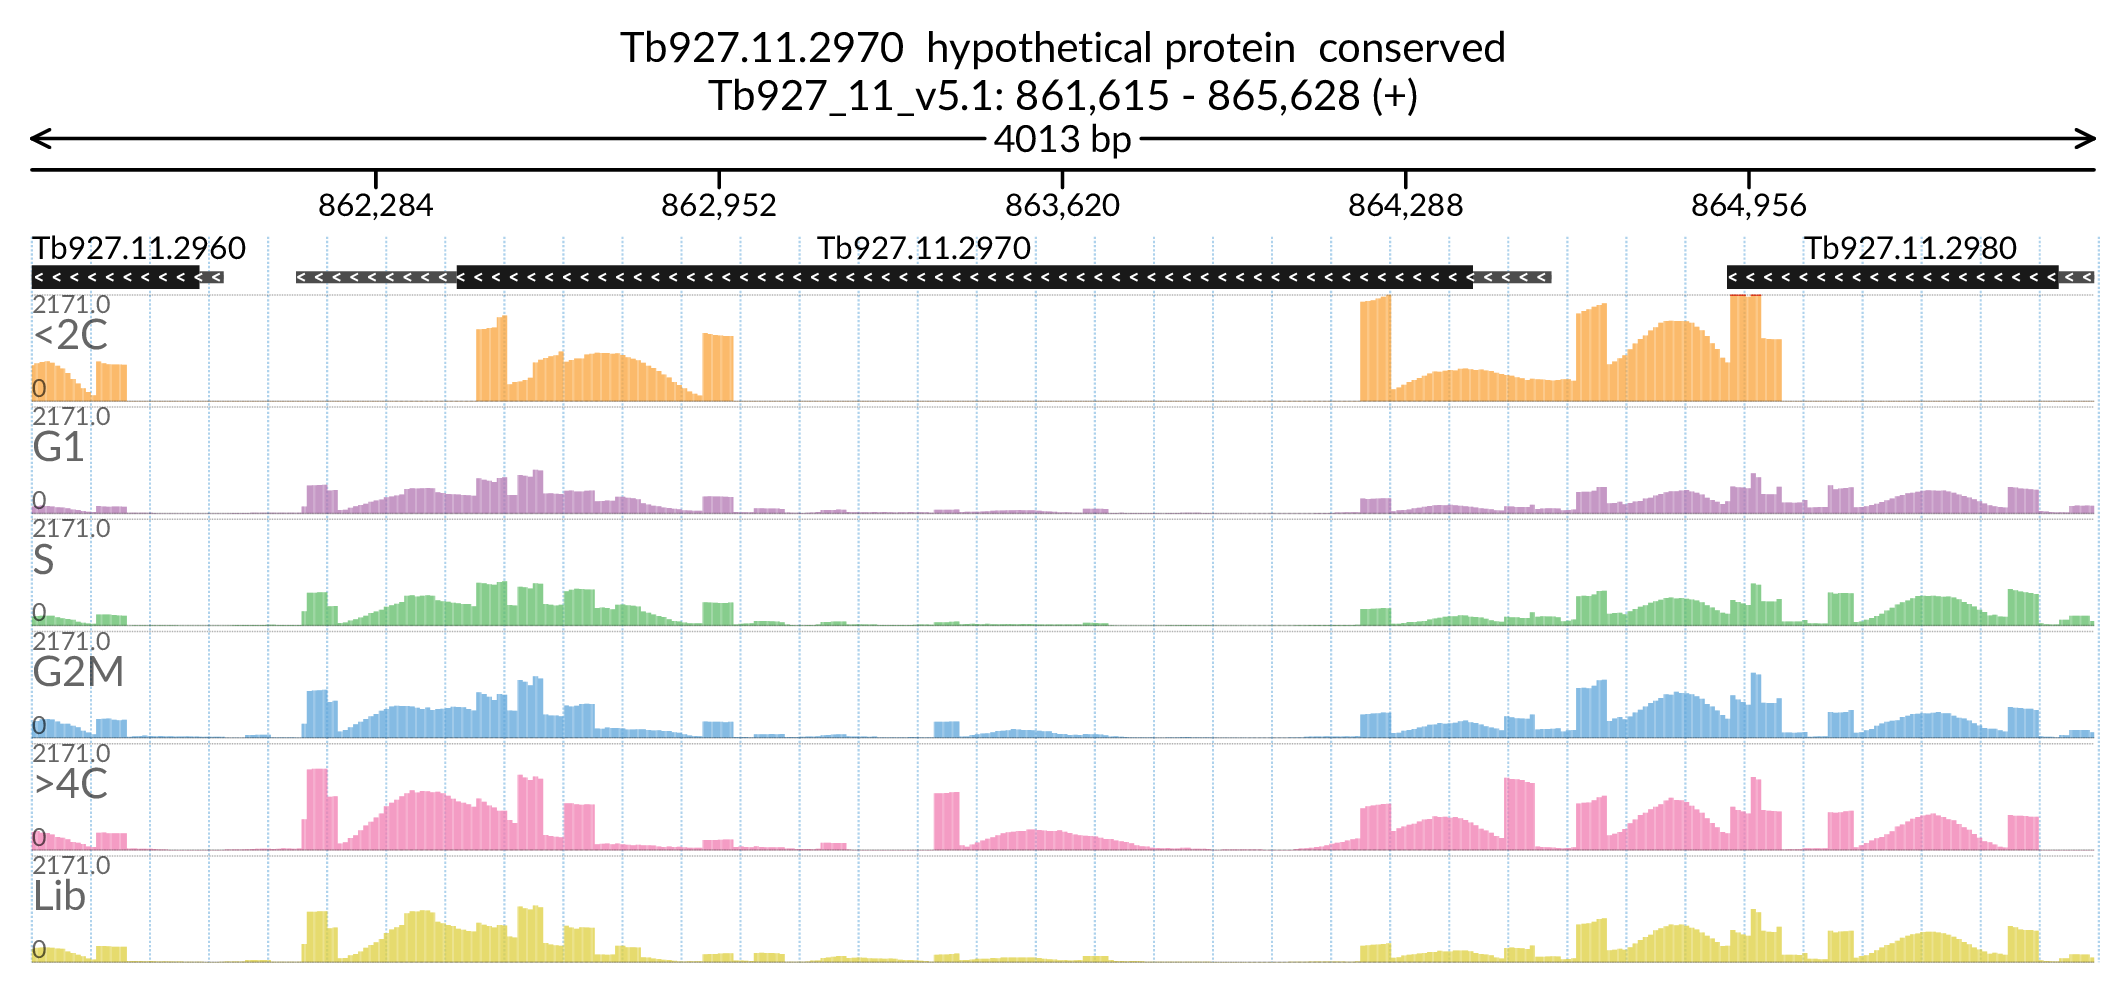 Tb927.11.2970 hypothetical protein conserved
Tb927_11_v5.1: 861,615 - 865,628 (+)
4013 bp
862,284 862,952 863,620 864,288 864,956
Tb927.11.2960 Tb927.11.2970 Tb927.11.2980
2171.0
<2C
0
2171.0
G1
0
2171.0
S
0
2171.0
G2M
0
2171.0
>4C
0
2171.0
Lib
0